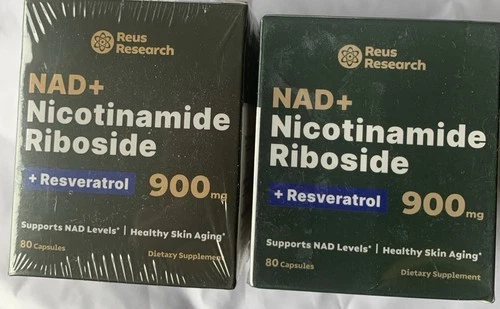 Reus
Research
NAD+
Nicotinamide
Riboside
+ Resveratrol
900mg
Supports NAD Levels* | Healthy Skin Aging*
80 Capsules
Dietary Supplement
Reus
Research
NAD+
Nicotinamide
Riboside
+ Resveratrol
900mg
Supports NAD Levels* | Healthy Skin Aging*
80 Capsules
Dietary Supplement